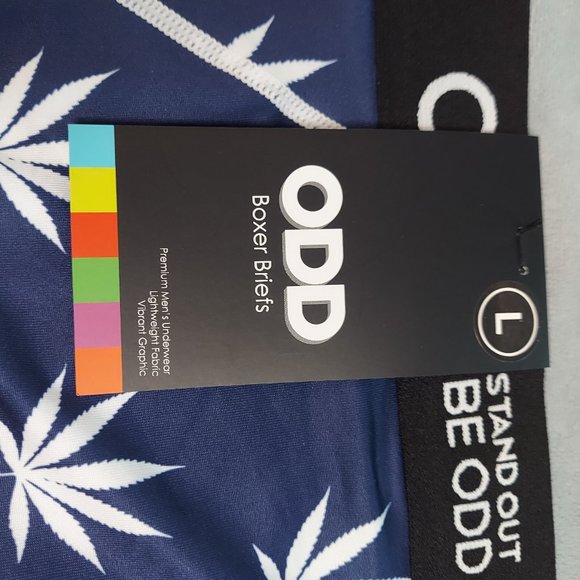 L
ODD
Boxer Briefs
Premium Men's Underwear
Lightweight Fabric
Vibrant Graphic
STAND OUT
BE ODD